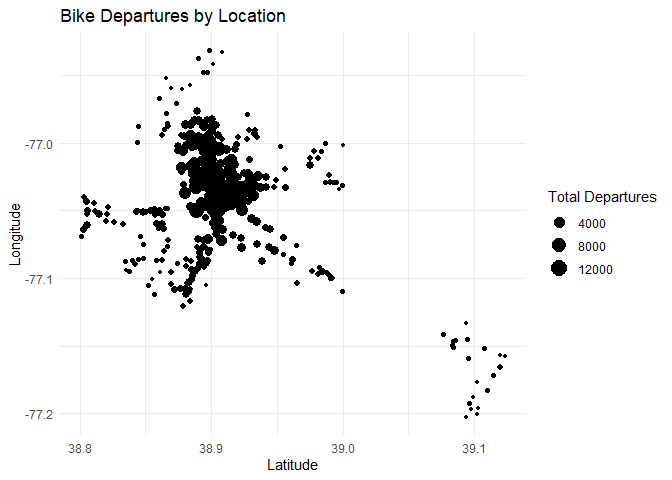 Bike Departures by Location
-77.0
-77.1
-77.2
Longitude
38.8
38.9
39.0
39.1
Latitude
Total Departures
4000
8000
12000